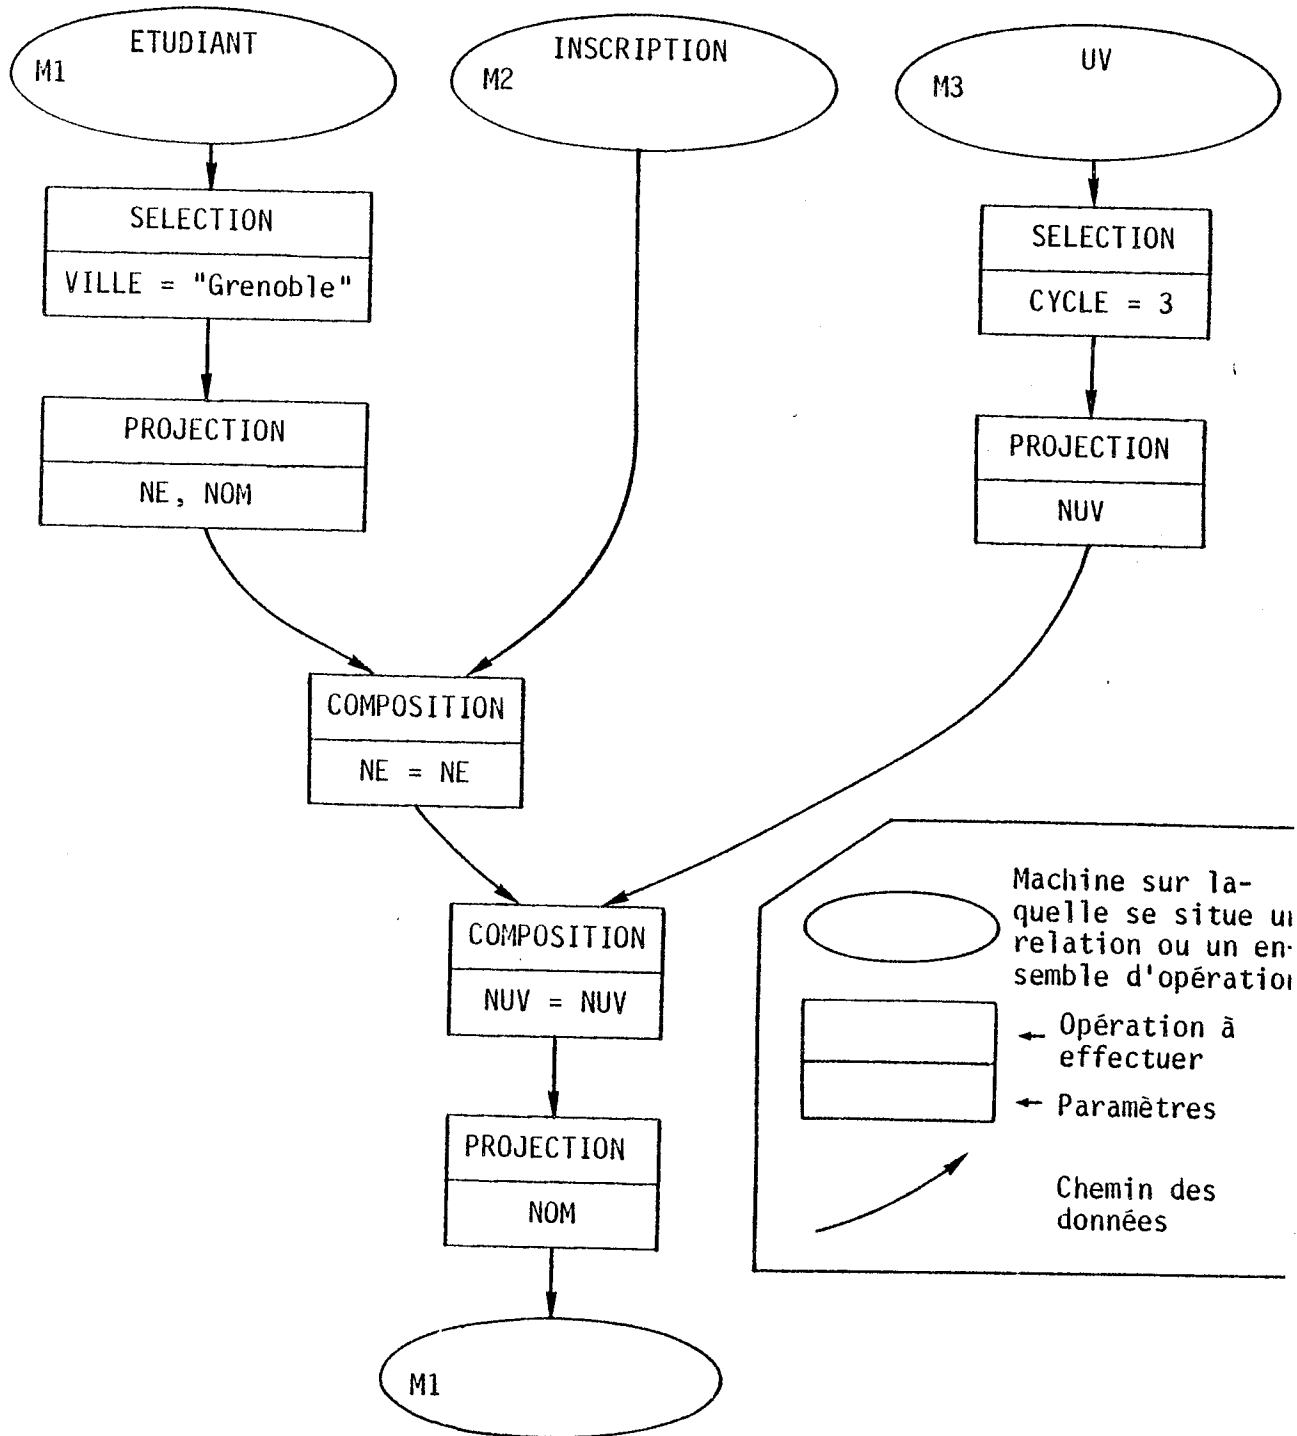 ETUDIANT
M1
INSCRIPTION
M2
UV
M3
SELECTION
VILLE = "Grenoble"
SELECTION
CYCLE = 3
PROJECTION
NE, NOM
PROJECTION
NUV
COMPOSITION
NE = NE
COMPOSITION
NUV = NUV
PROJECTION
NOM
M1
Machine sur la-
quelle se situe
relation ou un en-
semble
Opération à
effectuer
Paramètres
Chemin des
données